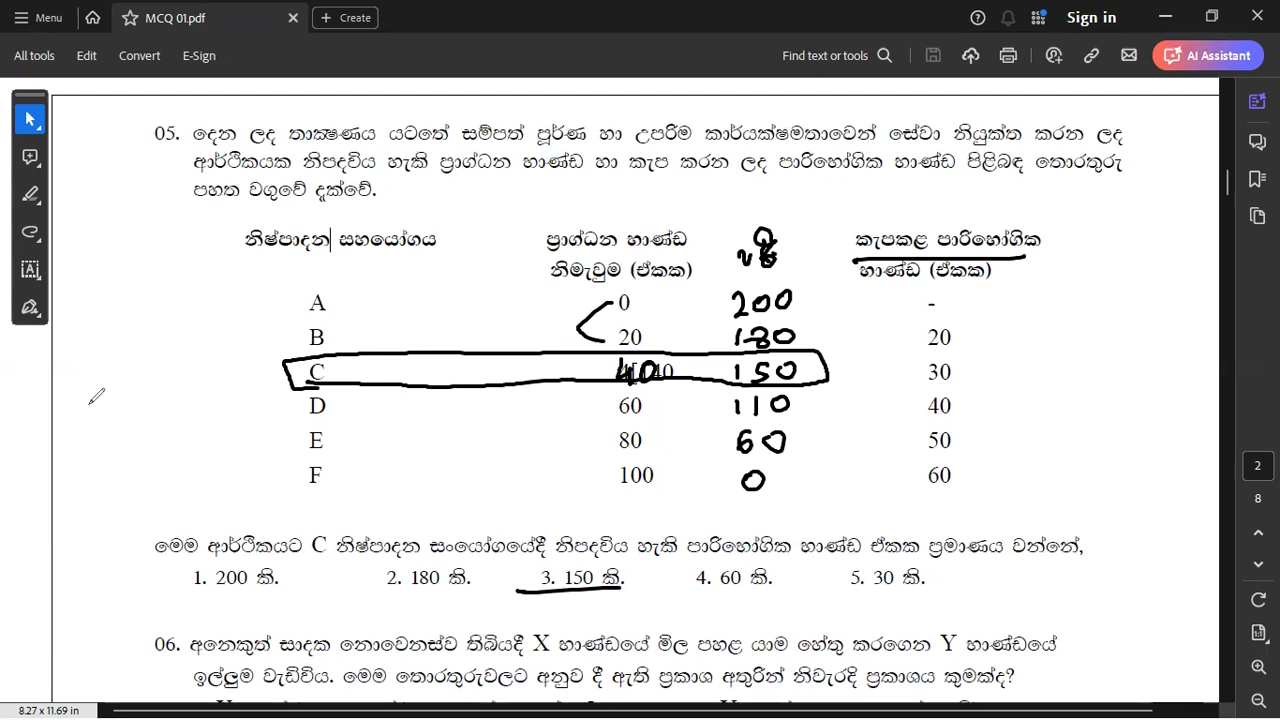 Menu MCQ 01.pdf Create Sign in
All tools Edit Convert E-Sign Find text or tools AI Assistant
05. දෙන ලද තාක්ෂණය යටතේ සම්පත් පූර්ණ හා උපරිම කාර්යක්ෂමතාවෙන් සේවා නියුක්ත කරන ලද
ආර්ථිකයක නිපදවිය හැකි ප්‍රාග්ධන භාණ්ඩ හා කැප කරන ලද පාරිභෝගික භාණ්ඩ පිළිබඳ තොරතුරු
පහත වගුවේ දැක්වේ.
නිෂ්පාදන සහයෝගය ප්‍රාග්ධන භාණ්ඩ කැපකළ පාරිභෝගික
නිමැවුම (ඒකක) භාණ්ඩ (ඒකක)
A 0 200 -
B 20 180 20
C 40 150 30
D 60 110 40
E 80 60 50
F 100 0 60
මෙම ආර්ථිකයට C නිෂ්පාදන සංයෝගයේදී නිපදවිය හැකි පාරිභෝගික භාණ්ඩ ඒකක ප්‍රමාණය වන්නේ,
1. 200 කි. 2. 180 කි. 3. 150 කි. 4. 60 කි. 5. 30 කි.
06. අනෙකුත් සාදක නොවෙනස්ව තිබියදී X භාණ්ඩයේ මිල පහළ යාම හේතු කරගෙන Y භාණ්ඩයේ
ඉල්ලුම වැඩිවිය. මෙම තොරතුරුවලට අනුව දී ඇති ප්‍රකාශ අතුරින් නිවැරදි ප්‍රකාශය කුමක්ද?
2
8
8.27 x 11.69 in